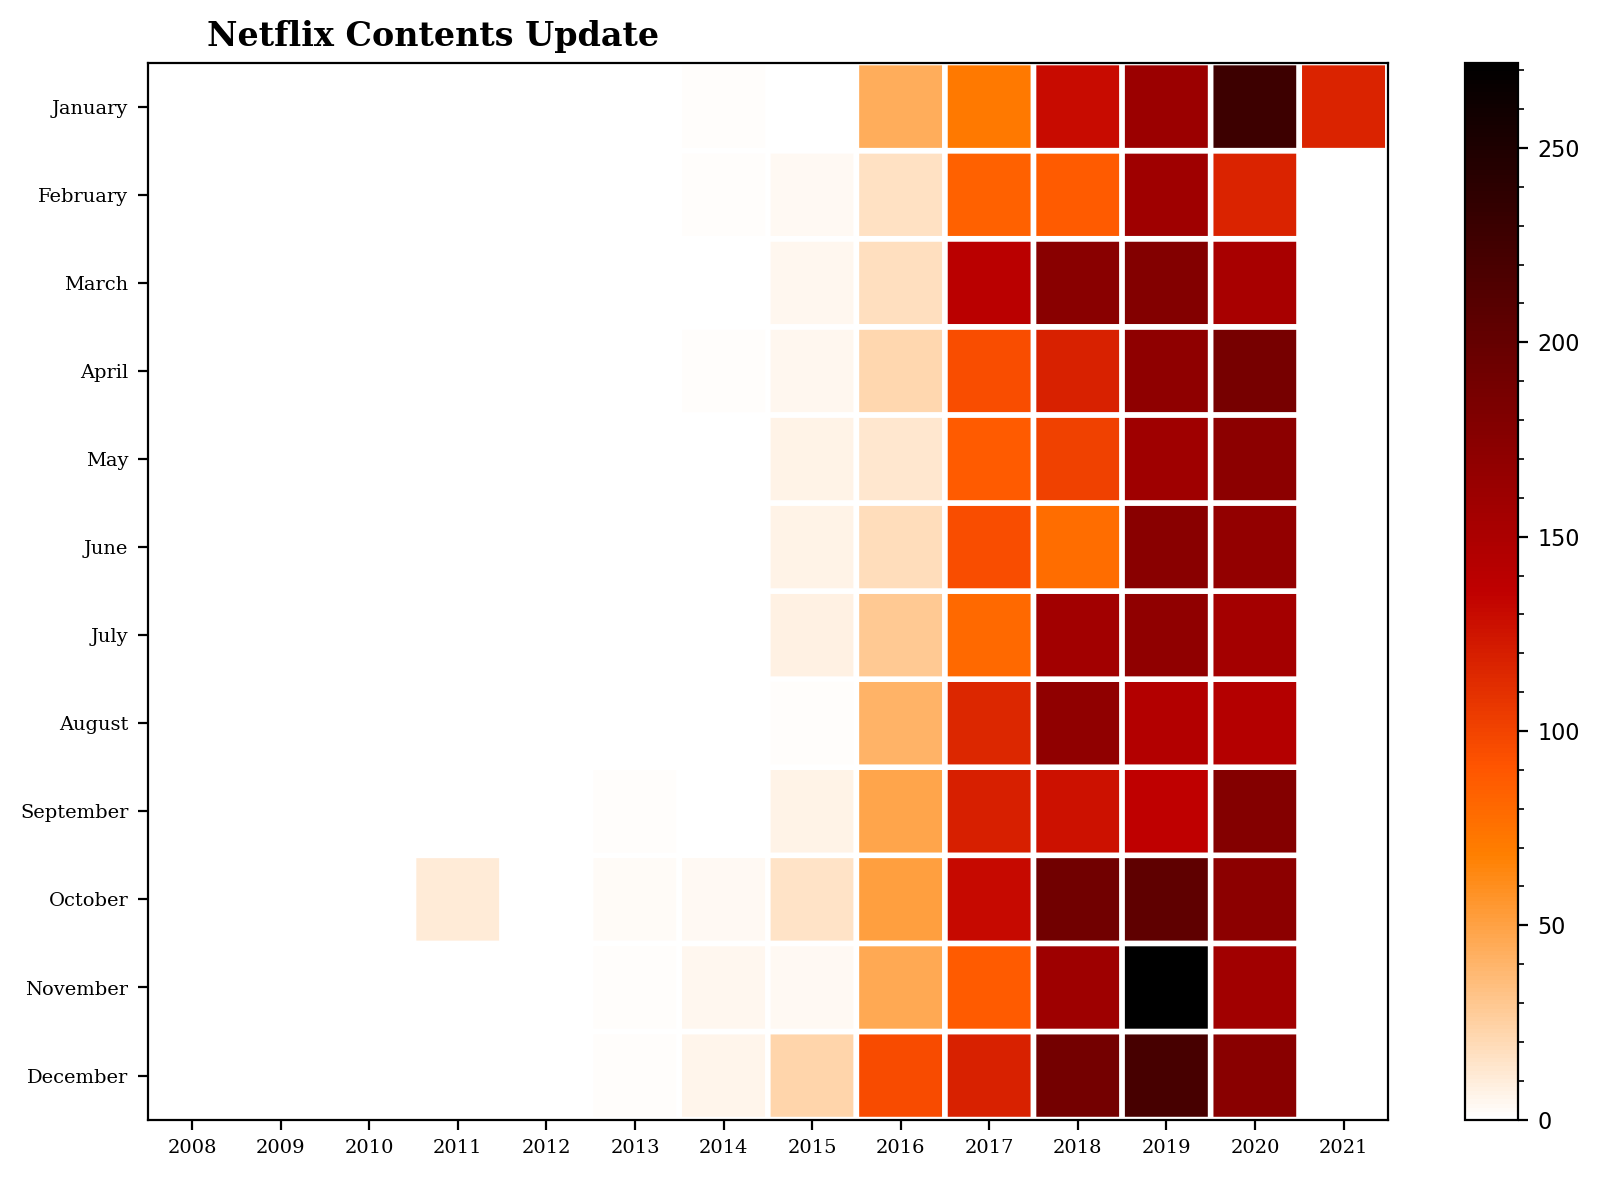 Netflix Contents Update
January
February
March
April
May
June
July
August
September
October
November
December
2008 2009 2010 2011 2012 2013 2014 2015 2016 2017 2018 2019 2020 2021
250
200
150
100
50
0